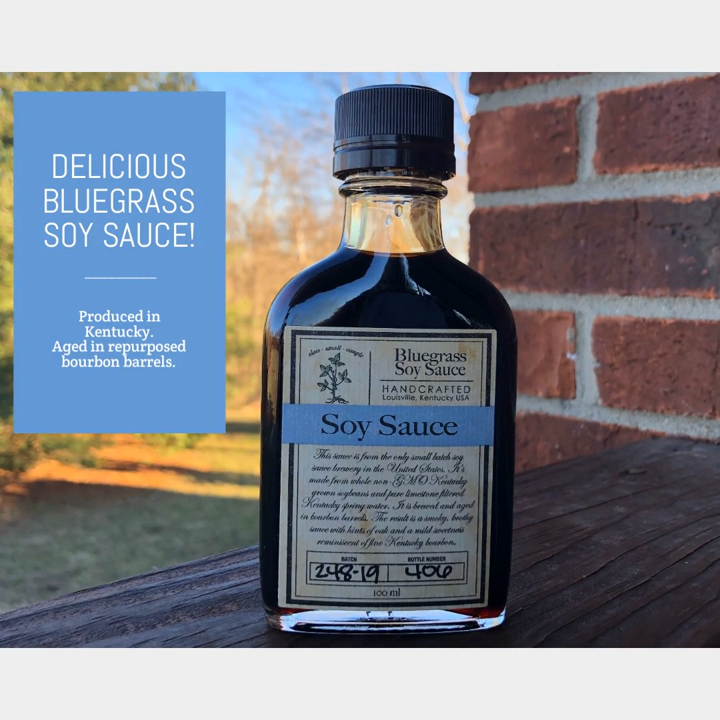 DELICIOUS
BLUEGRASS
SOY SAUCE!
Produced in
Kentucky.
Aged in repurposed
bourbon barrels.
slow · small · simple
Bluegrass
Soy Sauce
HANDCRAFTED
Louisville, Kentucky USA
Soy Sauce
This sauce is from the only small batch soy
sauce brewery in the United States. It's
made from whole non-GMO Kentucky
grown soybeans and pure limestone filtered
Kentucky spring water. It is brewed and aged
in bourbon barrels. The result is a smoky, brothy
sauce with hints of oak and a mild sweetness
reminiscent of fine Kentucky bourbon.
BATCH BOTTLE NUMBER
248-19 406
100 ml